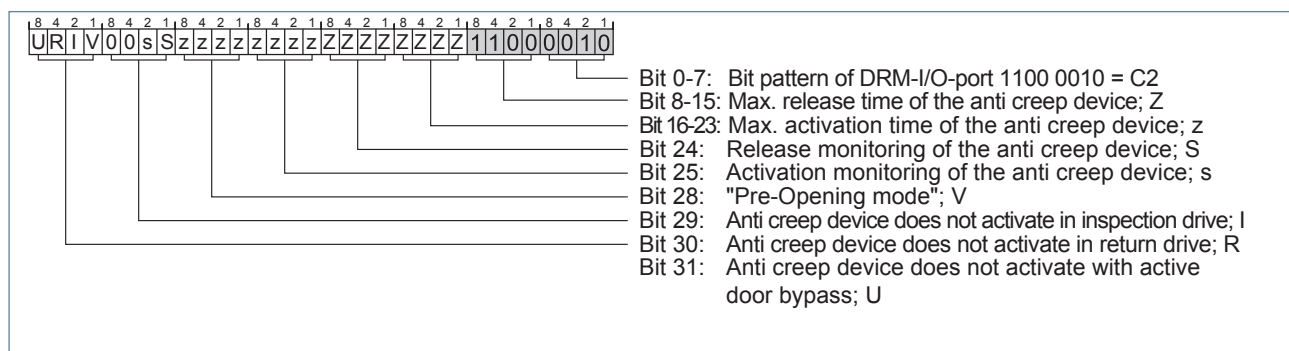 8 4 2 1 8 4 2 1 8 4 2 1 8 4 2 1 8 4 2 1 8 4 2 1 8 4 2 1 8 4 2 1
U R I V 0 0 s S z z z z z z z z Z Z Z Z Z Z Z Z 1 1 0 0 0 0 1 0
Bit 0-7: Bit pattern of DRM-I/O-port 1100 0010 = C2
Bit 8-15: Max. release time of the anti creep device; Z
Bit 16-23: Max. activation time of the anti creep device; z
Bit 24: Release monitoring of the anti creep device; S
Bit 25: Activation monitoring of the anti creep device; s
Bit 28: "Pre-Opening mode"; V
Bit 29: Anti creep device does not activate in inspection drive; I
Bit 30: Anti creep device does not activate in return drive; R
Bit 31: Anti creep device does not activate with active
door bypass; U